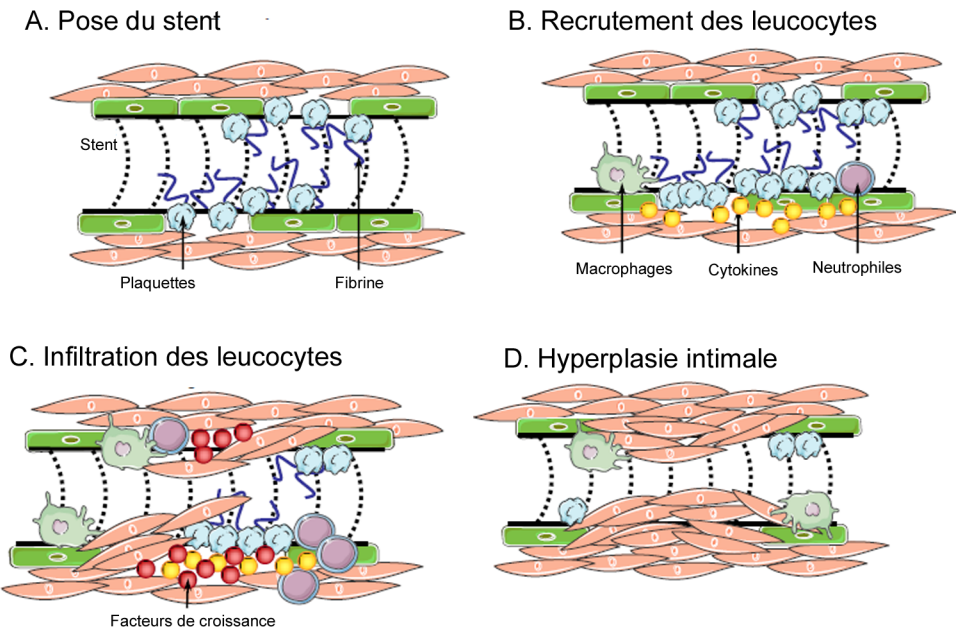 A. Pose du stent
B. Recrutement des leucocytes
Stent
Plaquettes
Fibrine
Macrophages
Cytokines
Neutrophiles
C. Infiltration des leucocytes
D. Hyperplasie intimale
Facteurs de croissance